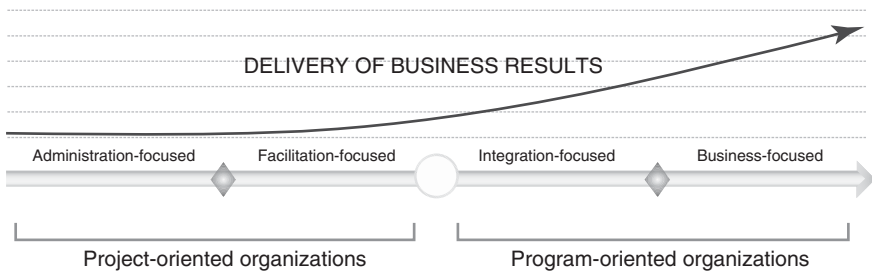 DELIVERY OF BUSINESS RESULTS
Administration-focused Facilitation-focused Integration-focused Business-focused
Project-oriented organizations Program-oriented organizations